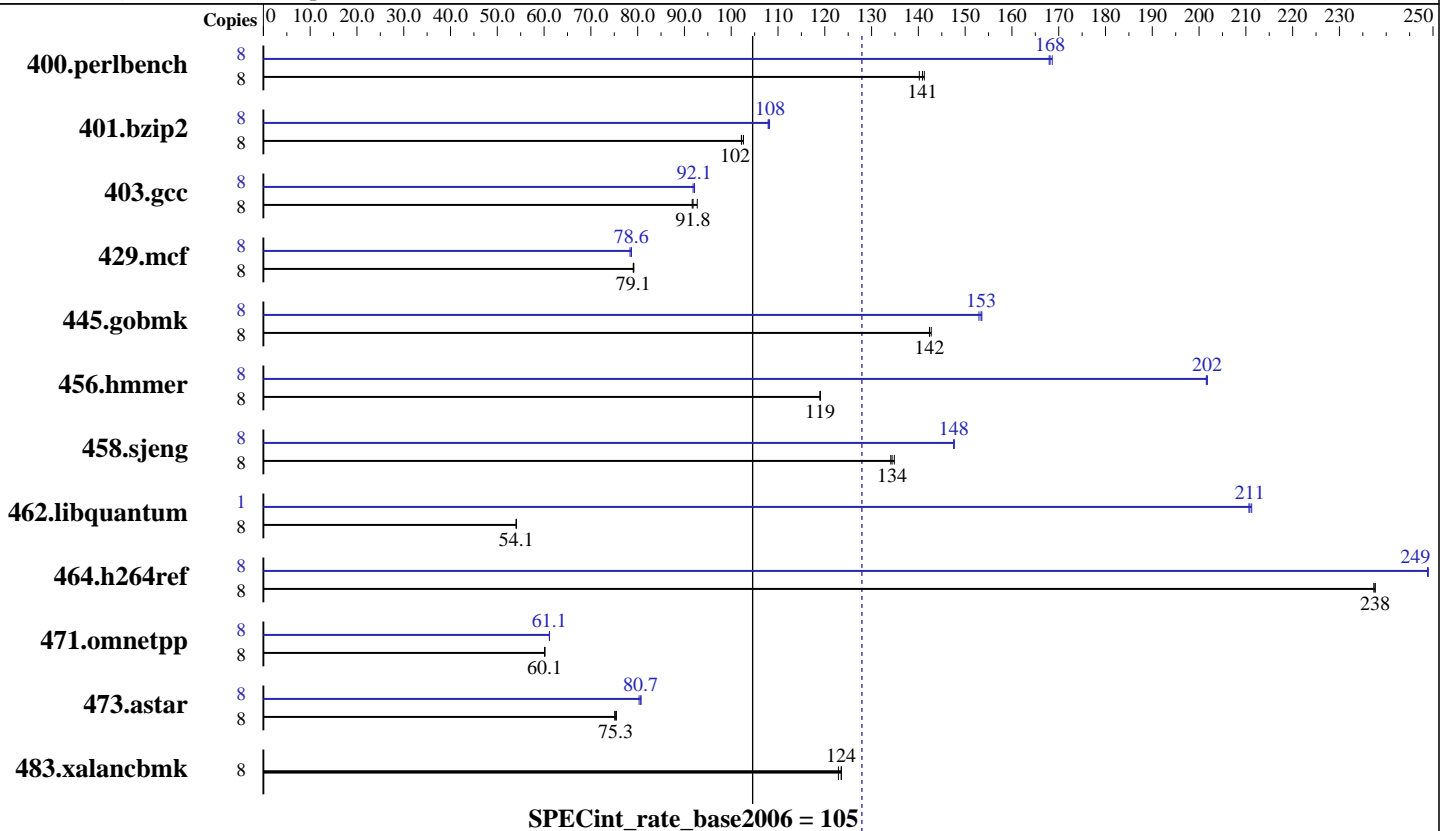 Copies 0 10.0 20.0 30.0 40.0 50.0 60.0 70.0 80.0 90.0 100 110 120 130 140 150 160 170 180 190 200 210 220 230 250
400.perlbench 8 168
8 141
401.bzip2 8 108
8 102
403.gcc 8 92.1
8 91.8
429.mcf 8 78.6
8 79.1
445.gobmk 8 153
8 142
456.hmmer 8 202
8 119
458.sjeng 8 148
8 134
462.libquantum 1 211
8 54.1
464.h264ref 8 249
8 238
471.omnetpp 8 61.1
8 60.1
473.astar 8 80.7
8 75.3
483.xalancbmk 8 124
SPECint_rate_base2006 = 105